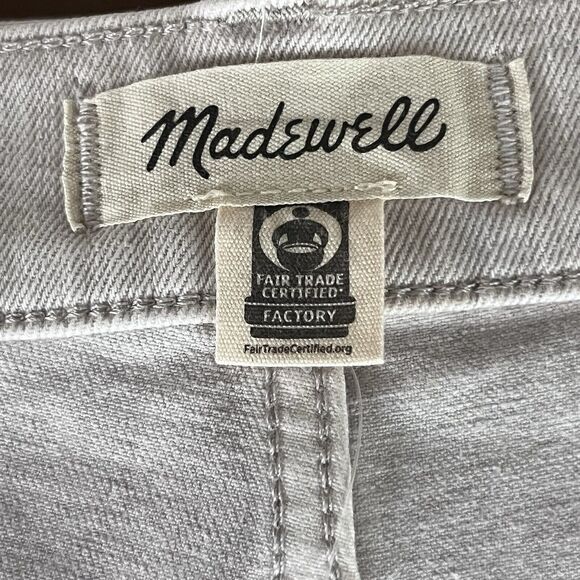 Madewell
FAIR TRADE
CERTIFIED
FACTORY
FairTradeCertified.org